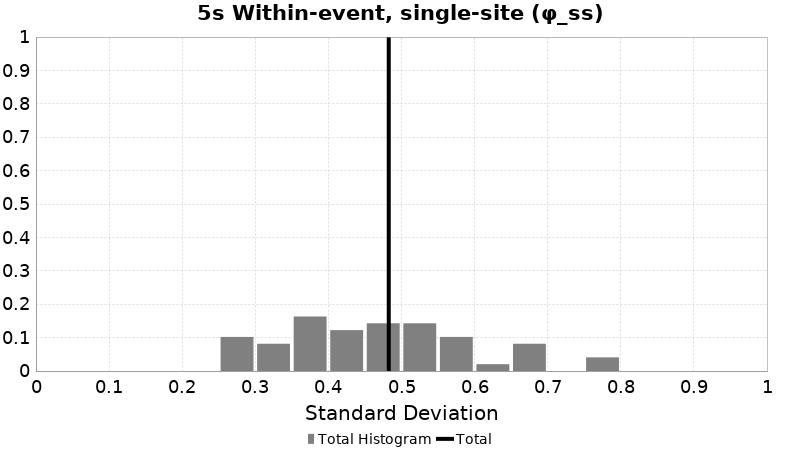 5s Within-event, single-site (φ_ss)
1
0.9
0.8
0.7
0.6
0.5
0.4
0.3
0.2
0.1
0
0 0.1 0.2 0.3 0.4 0.5 0.6 0.7 0.8 0.9 1
Standard Deviation
Total Histogram Total